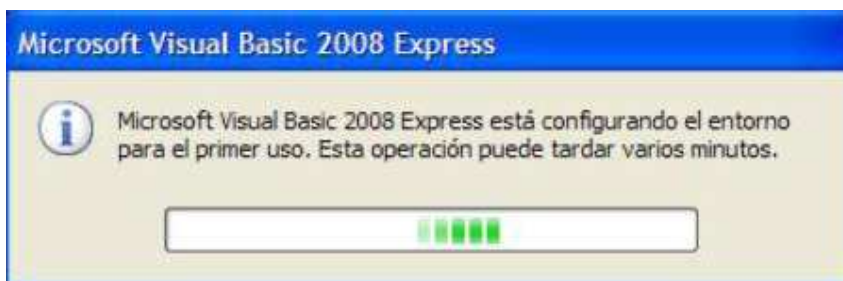 Microsoft Visual Basic 2008 Express
Microsoft Visual Basic 2008 Express está configurando el entorno
para el primer uso. Esta operación puede tardar varios minutos.